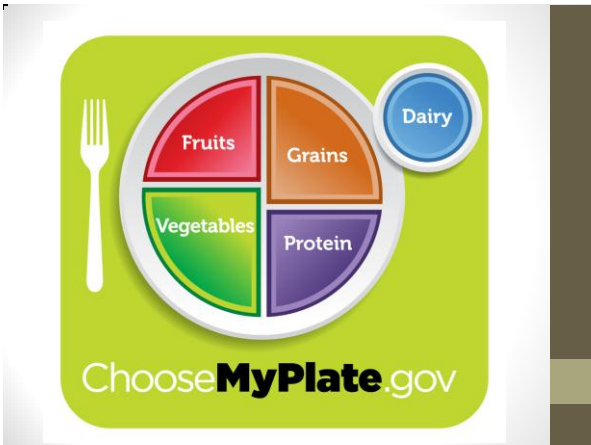 Fruits
Grains
Dairy
Vegetables
Protein
ChooseMyPlate.gov